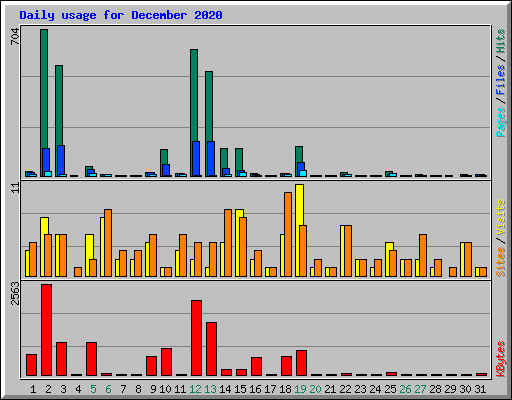 Daily usage for December 2020
704
Pages / Files / Hits
11
Sites / Visits
2563
KBytes
1 2 3 4 5 6 7 8 9 10 11 12 13 14 15 16 17 18 19 20 21 22 23 24 25 26 27 28 29 30 31